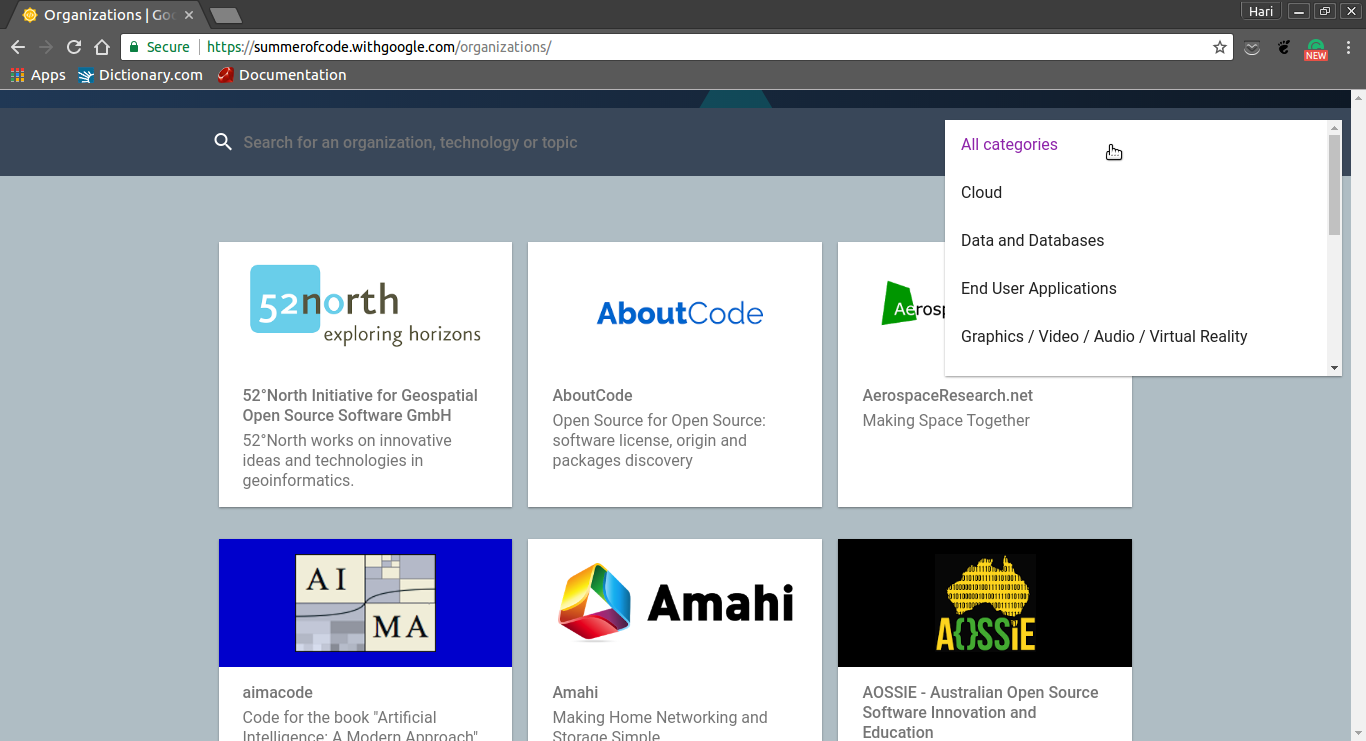 Organizations | Goo
Hari
Secure
https://summerofcode.withgoogle.com/organizations/
NEW
Apps
Dictionary.com
Documentation
Search for an organization, technology or topic
All categories
Cloud
Data and Databases
End User Applications
Graphics / Video / Audio / Virtual Reality
52north
exploring horizons
AboutCode
Aerosp
52°North Initiative for Geospatial
Open Source Software GmbH
52°North works on innovative
ideas and technologies in
geoinformatics.
AboutCode
Open Source for Open Source:
software license, origin and
packages discovery
AerospaceResearch.net
Making Space Together
AI
MA
Amahi
A{}SSiE
aimacode
Code for the book "Artificial
Intelligence: A Modern Approach"
Amahi
Making Home Networking and
Storage Simple
AOSSIE - Australian Open Source
Software Innovation and
Education